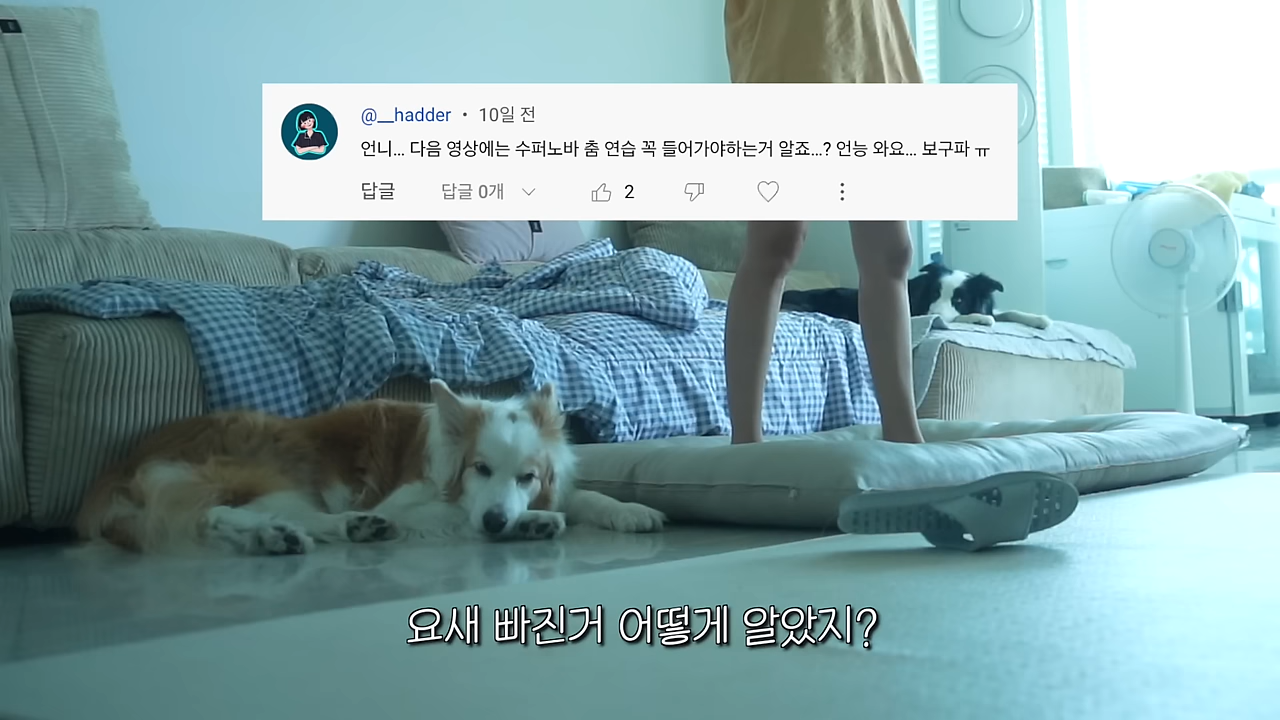 @__hadder • 10일 전
언니... 다음 영상에는 수퍼노바 춤 연습 꼭 들어가야하는거 알죠...? 언능 와요... 보구파 ㅠ
답글 답글 0개 2
요새 빠진거 어떻게 알았지?